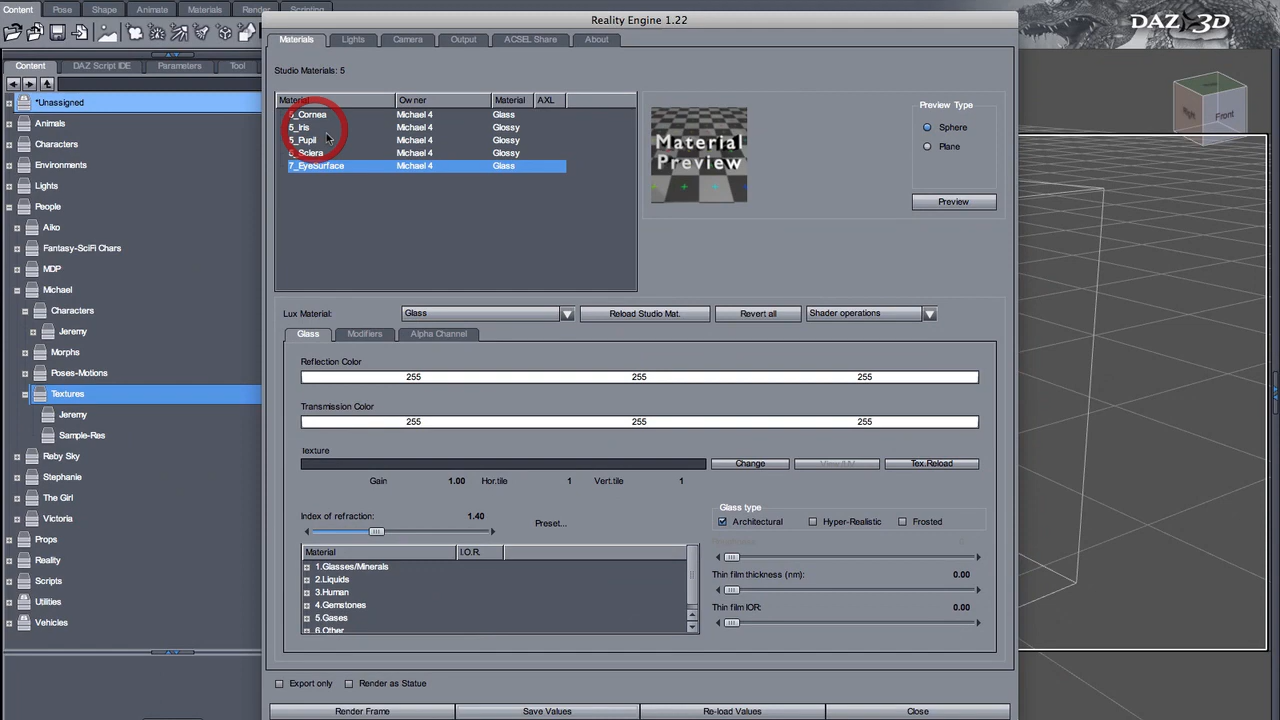 Content Pose Shape Animate Materials Render Scripting
Reality Engine 1.22
DAZ 3D
Content DAZ Script IDE Parameters Tool
Materials Lights Camera Output ACSEL Share About
Studio Materials: 5
*Unassigned
Animals
Characters
Environments
Lights
People
Aiko
Fantasy-SciFi Chars
MDP
Michael
Characters
Jeremy
Morphs
Poses-Motions
Textures
Jeremy
Sample-Res
Reby Sky
Stephanie
The Girl
Victoria
Props
Reality
Scripts
Utilities
Vehicles
Material Owner Material AXL
5_Cornea Michael 4 Glass
5_Iris Michael 4 Glossy
5_Pupil Michael 4 Glossy
5_Sclera Michael 4 Glossy
7_EyeSurface Michael 4 Glass
Material
Preview
Preview Type
Sphere
Plane
Preview
Right Front
Lux Material: Glass Reload Studio Mat. Revert all Shader operations
Glass Modifiers Alpha Channel
Reflection Color
255 255 255
Transmission Color
255 255 255
Texture
Change View/UV Tex.Reload
Gain 1.00 Hor.tile 1 Vert.tile 1
Index of refraction: 1.40 Preset...
Glass type
Architectural Hyper-Realistic Frosted
Material I.O.R.
1.Glasses/Minerals
2.Liquids
3.Human
4.Gemstones
5.Gases
6.Other
Thin film thickness (nm): 0.00
Thin film IOR: 0.00
Export only Render as Statue
Render Frame Save Values Re-load Values Close